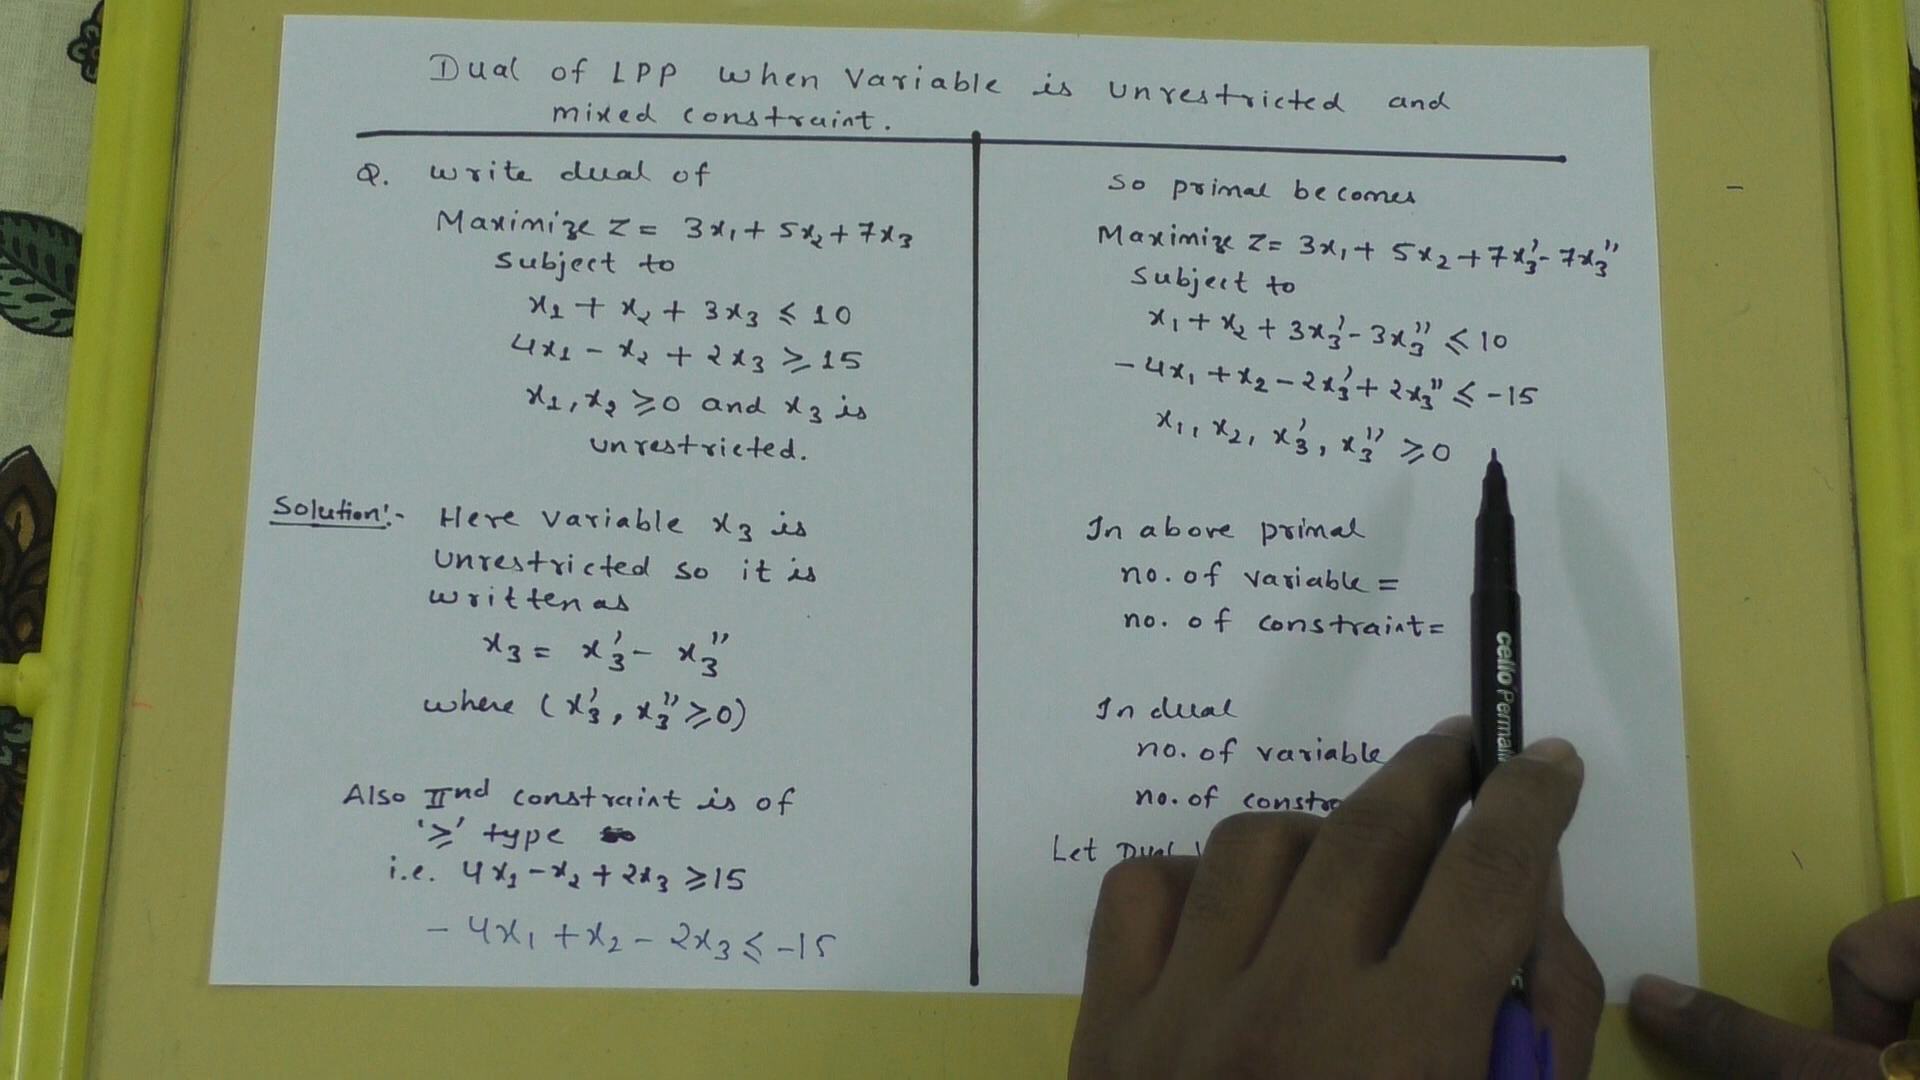 Dual of LPP when Variable is unrestricted and
mixed constraint.
Q. write dual of
Maximize Z = 3x₁ + 5x₂ + 7x₃
Subject to
x₁ + x₂ + 3x₃ ≤ 10
4x₁ - x₂ + 2x₃ ≥ 15
x₁, x₂ ≥ 0 and x₃ is
unrestricted.
Solution:- Here variable x₃ is
unrestricted so it is
written as
x₃ = x₃' - x₃''
where (x₃', x₃'' ≥ 0)
Also IInd constraint is of
'≥' type
i.e. 4x₁ - x₂ + 2x₃ ≥ 15
- 4x₁ + x₂ - 2x₃ ≤ -15
So primal becomes
Maximize Z = 3x₁ + 5x₂ + 7x₃' - 7x₃''
Subject to
x₁ + x₂ + 3x₃' - 3x₃'' ≤ 10
- 4x₁ + x₂ - 2x₃' + 2x₃'' ≤ -15
x₁, x₂, x₃', x₃'' ≥ 0
In above primal
no. of variable =
no. of constraint =
In dual
no. of variable
no. of
Let Dual
cello